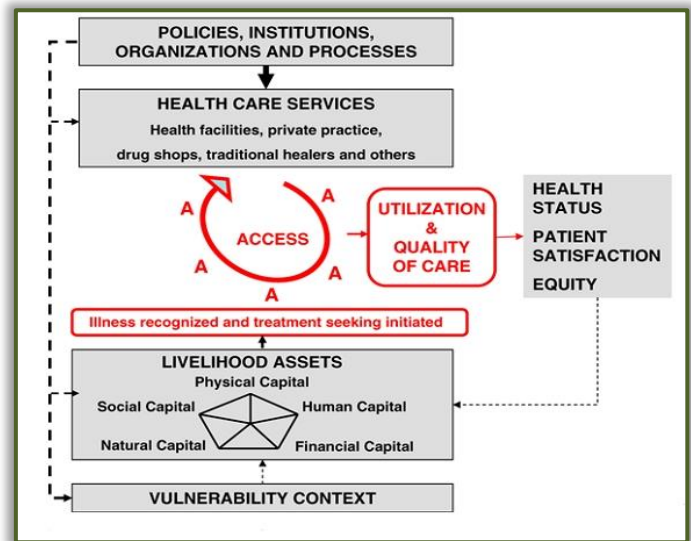 POLICIES, INSTITUTIONS,
ORGANIZATIONS AND PROCESSES
HEALTH CARE SERVICES
Health facilities, private practice,
drug shops, traditional healers and others
A
A
A
A
A
ACCESS
UTILIZATION
&
QUALITY
OF CARE
HEALTH
STATUS
PATIENT
SATISFACTION
EQUITY
Illness recognized and treatment seeking initiated
LIVELIHOOD ASSETS
Physical Capital
Social Capital
Human Capital
Natural Capital
Financial Capital
VULNERABILITY CONTEXT